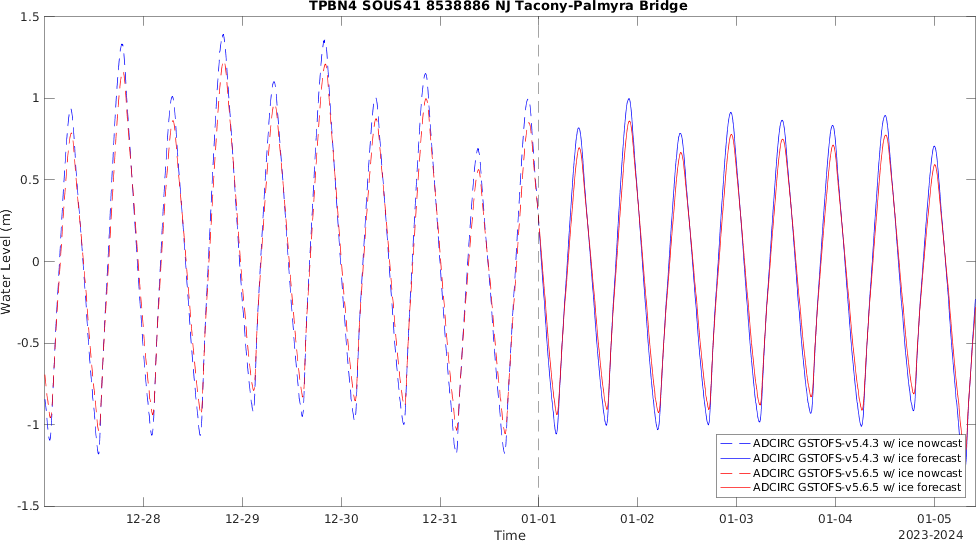 TPBN4 SOUS41 8538886 NJ Tacony-Palmyra Bridge
Water Level (m)
1.5
1
0.5
0
-0.5
-1
-1.5
12-28
12-29
12-30
12-31
01-01
01-02
01-03
01-04
01-05
2023-2024
Time
ADCIRC GSTOFS-v5.4.3 w/ ice nowcast
ADCIRC GSTOFS-v5.4.3 w/ ice forecast
ADCIRC GSTOFS-v5.6.5 w/ ice nowcast
ADCIRC GSTOFS-v5.6.5 w/ ice forecast